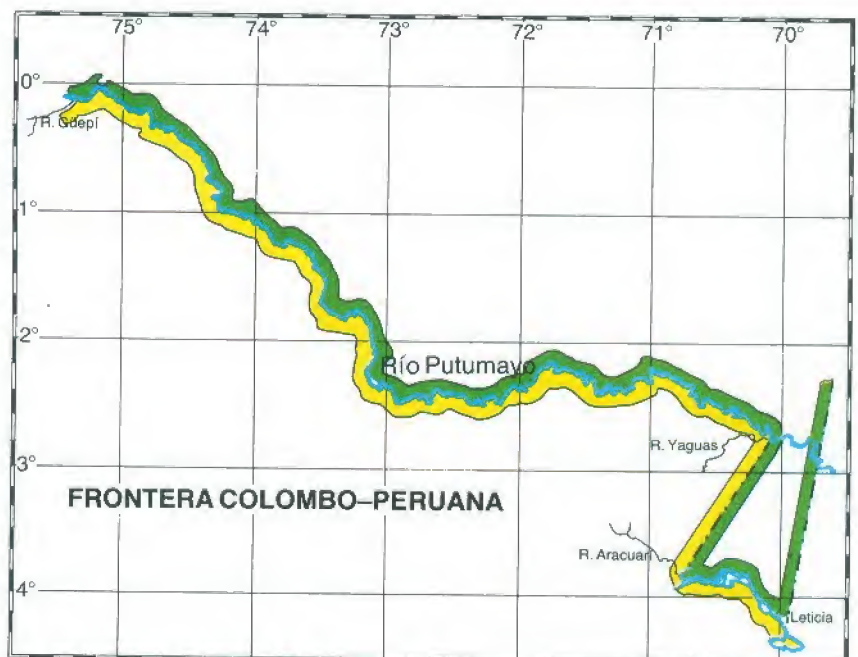 75° 74° 73° 72° 71° 70°
0°
R. Güepí
1°
2°
Río Putumayo
R. Yaguas
3°
FRONTERA COLOMBO–PERUANA
R. Aracuari
4°
Leticia